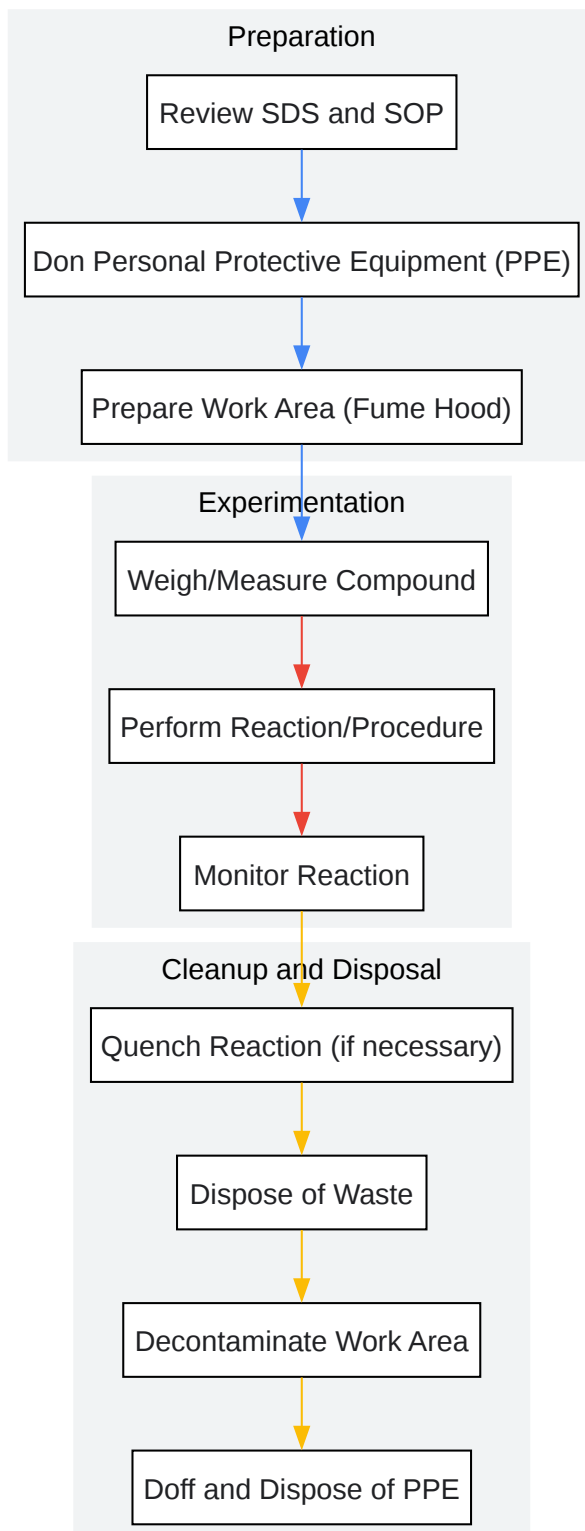 Preparation
Review SDS and SOP
Don Personal Protective Equipment (PPE)
Prepare Work Area (Fume Hood)
Experimentation
Weigh/Measure Compound
Perform Reaction/Procedure
Monitor Reaction
Cleanup and Disposal
Quench Reaction (if necessary)
Dispose of Waste
Decontaminate Work Area
Doff and Dispose of PPE